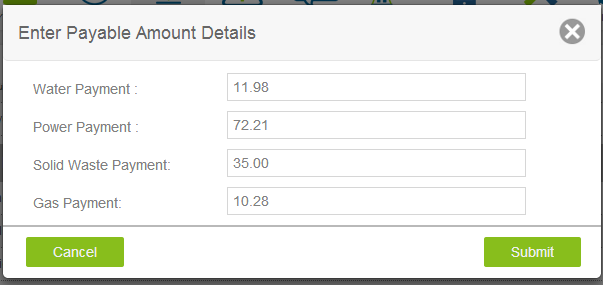 Enter Payable Amount Details
Water Payment : 11.98
Power Payment : 72.21
Solid Waste Payment: 35.00
Gas Payment: 10.28
Cancel Submit